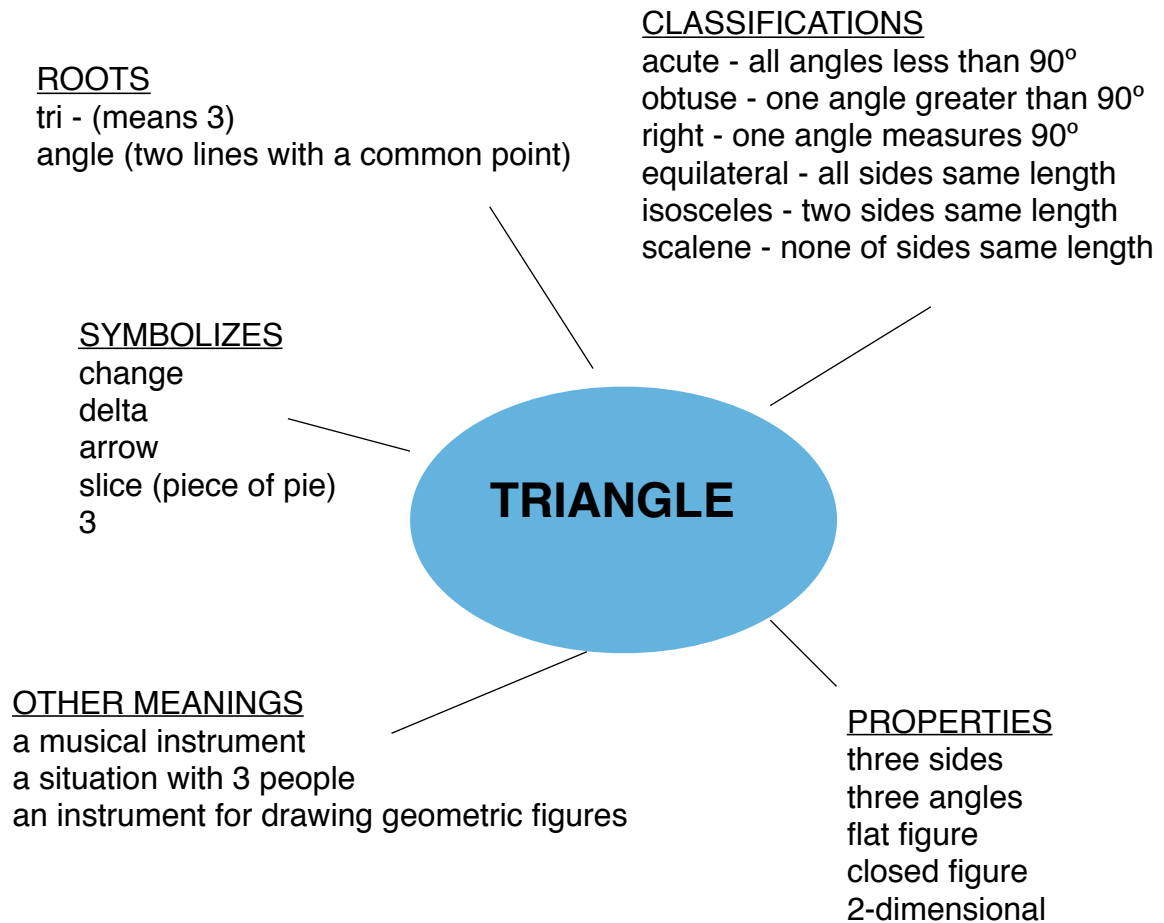 ROOTS
tri - (means 3)
angle (two lines with a common point)
CLASSIFICATIONS
acute - all angles less than 90º
obtuse - one angle greater than 90º
right - one angle measures 90º
equilateral - all sides same length
isosceles - two sides same length
scalene - none of sides same length
SYMBOLIZES
change
delta
arrow
slice (piece of pie)
3
TRIANGLE
OTHER MEANINGS
a musical instrument
a situation with 3 people
an instrument for drawing geometric figures
PROPERTIES
three sides
three angles
flat figure
closed figure
2-dimensional